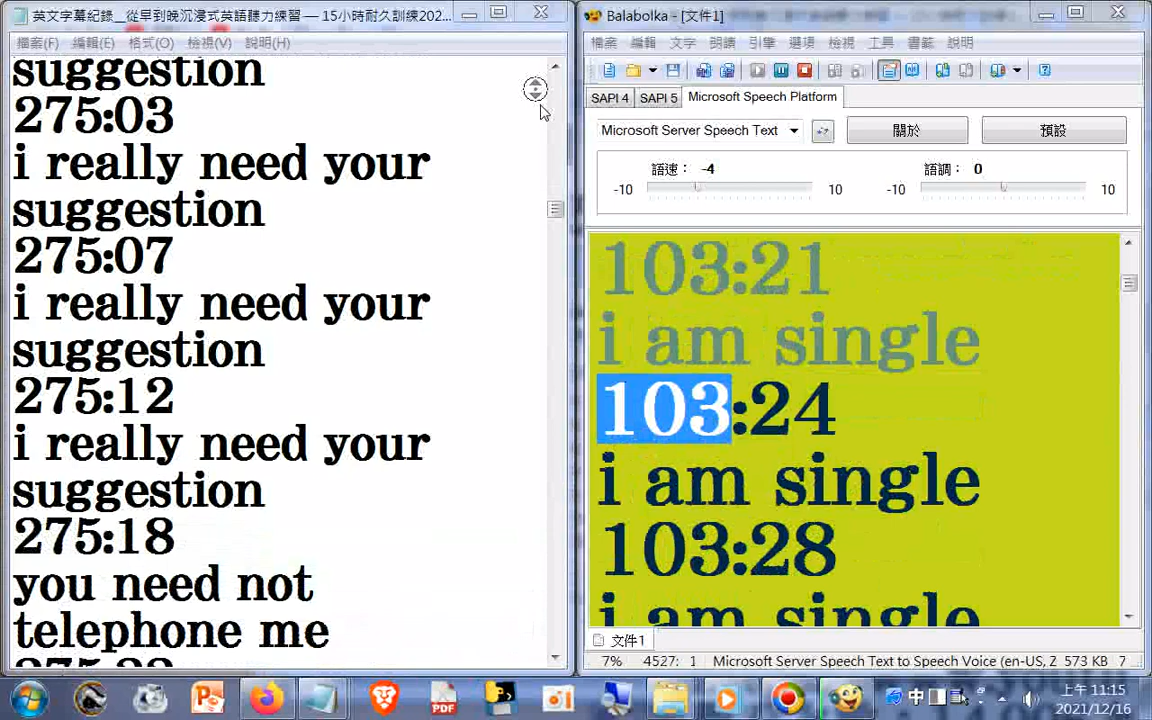 英文字幕紀錄__從早到晚沉浸式英語聽力練習 — 15小時耐久訓練202...
檔案(F) 編輯(E) 格式(O) 檢視(V) 說明(H)
suggestion
275:03
i really need your
suggestion
275:07
i really need your
suggestion
275:12
i really need your
suggestion
275:18
you need not
telephone me
Balabolka - [文件1]
檔案 編輯 文字 朗讀 引擎 選項 檢視 工具 書籤 說明
SAPI 4 SAPI 5 Microsoft Speech Platform
Microsoft Server Speech Text 關於 預設
語速： -4 語調： 0
-10 10 -10 10
103:21
i am single
103:24
i am single
103:28
i am single
文件1
7% 4527: 1 Microsoft Server Speech Text to Speech Voice (en-US, 2 573 KB 7
PDF
中
上午 11:15
2021/12/16